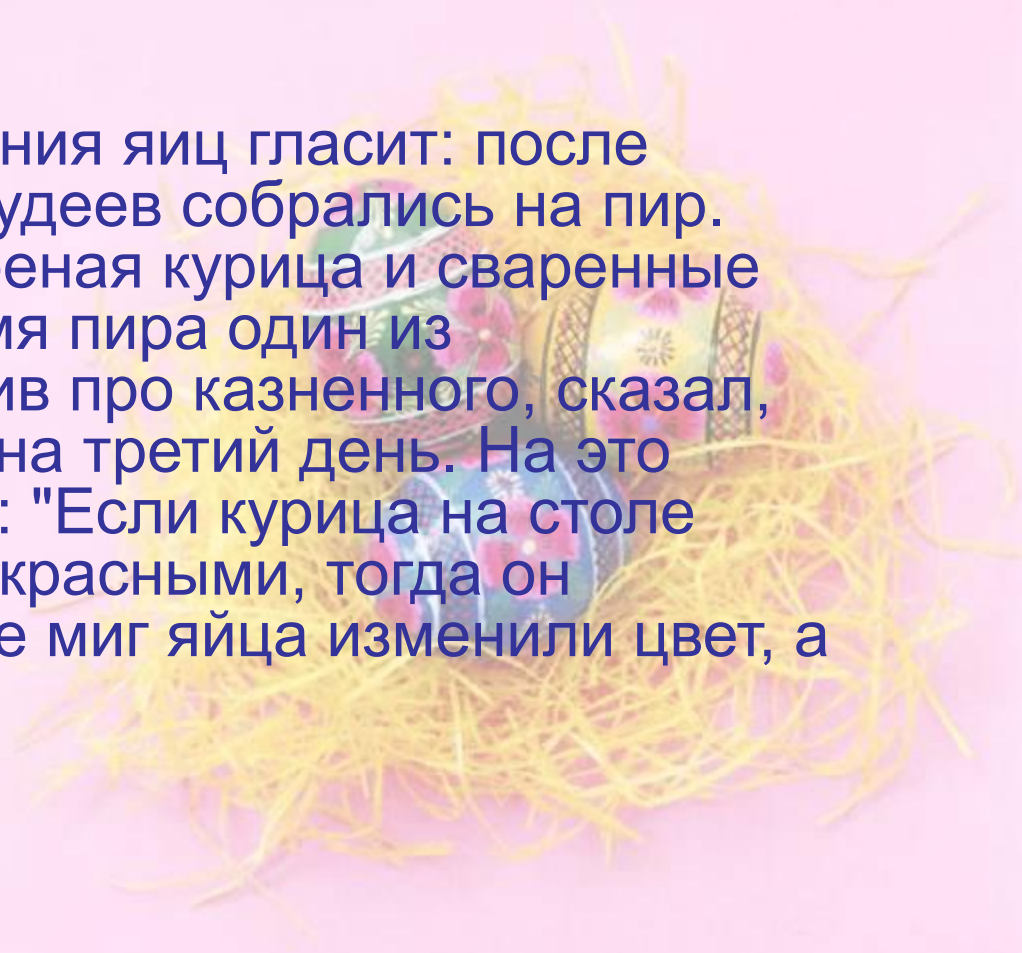 ния яиц гласит: после
удеев собрались на пир.
еная курица и сваренные
мя пира один из
ив про казненного, сказал,
на третий день. На это
: "Если курица на столе
красными, тогда он
е миг яйца изменили цвет, а